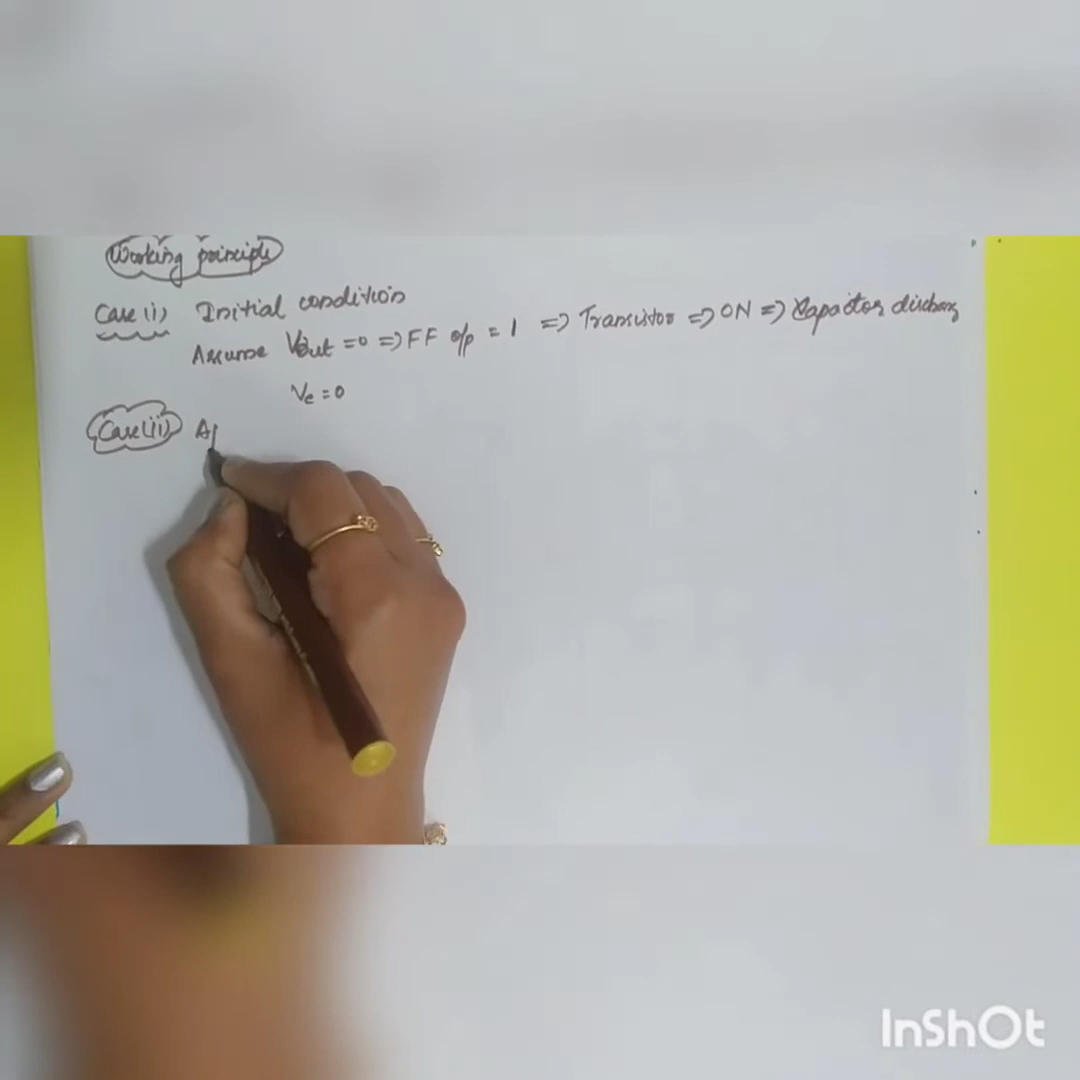 Working principle
Case (i) Initial condition
Assume Vout = 0 => FF o/p = 1 => Transistor => ON => Capacitor discharg
Vc = 0
Case (ii) Ap
InShOt